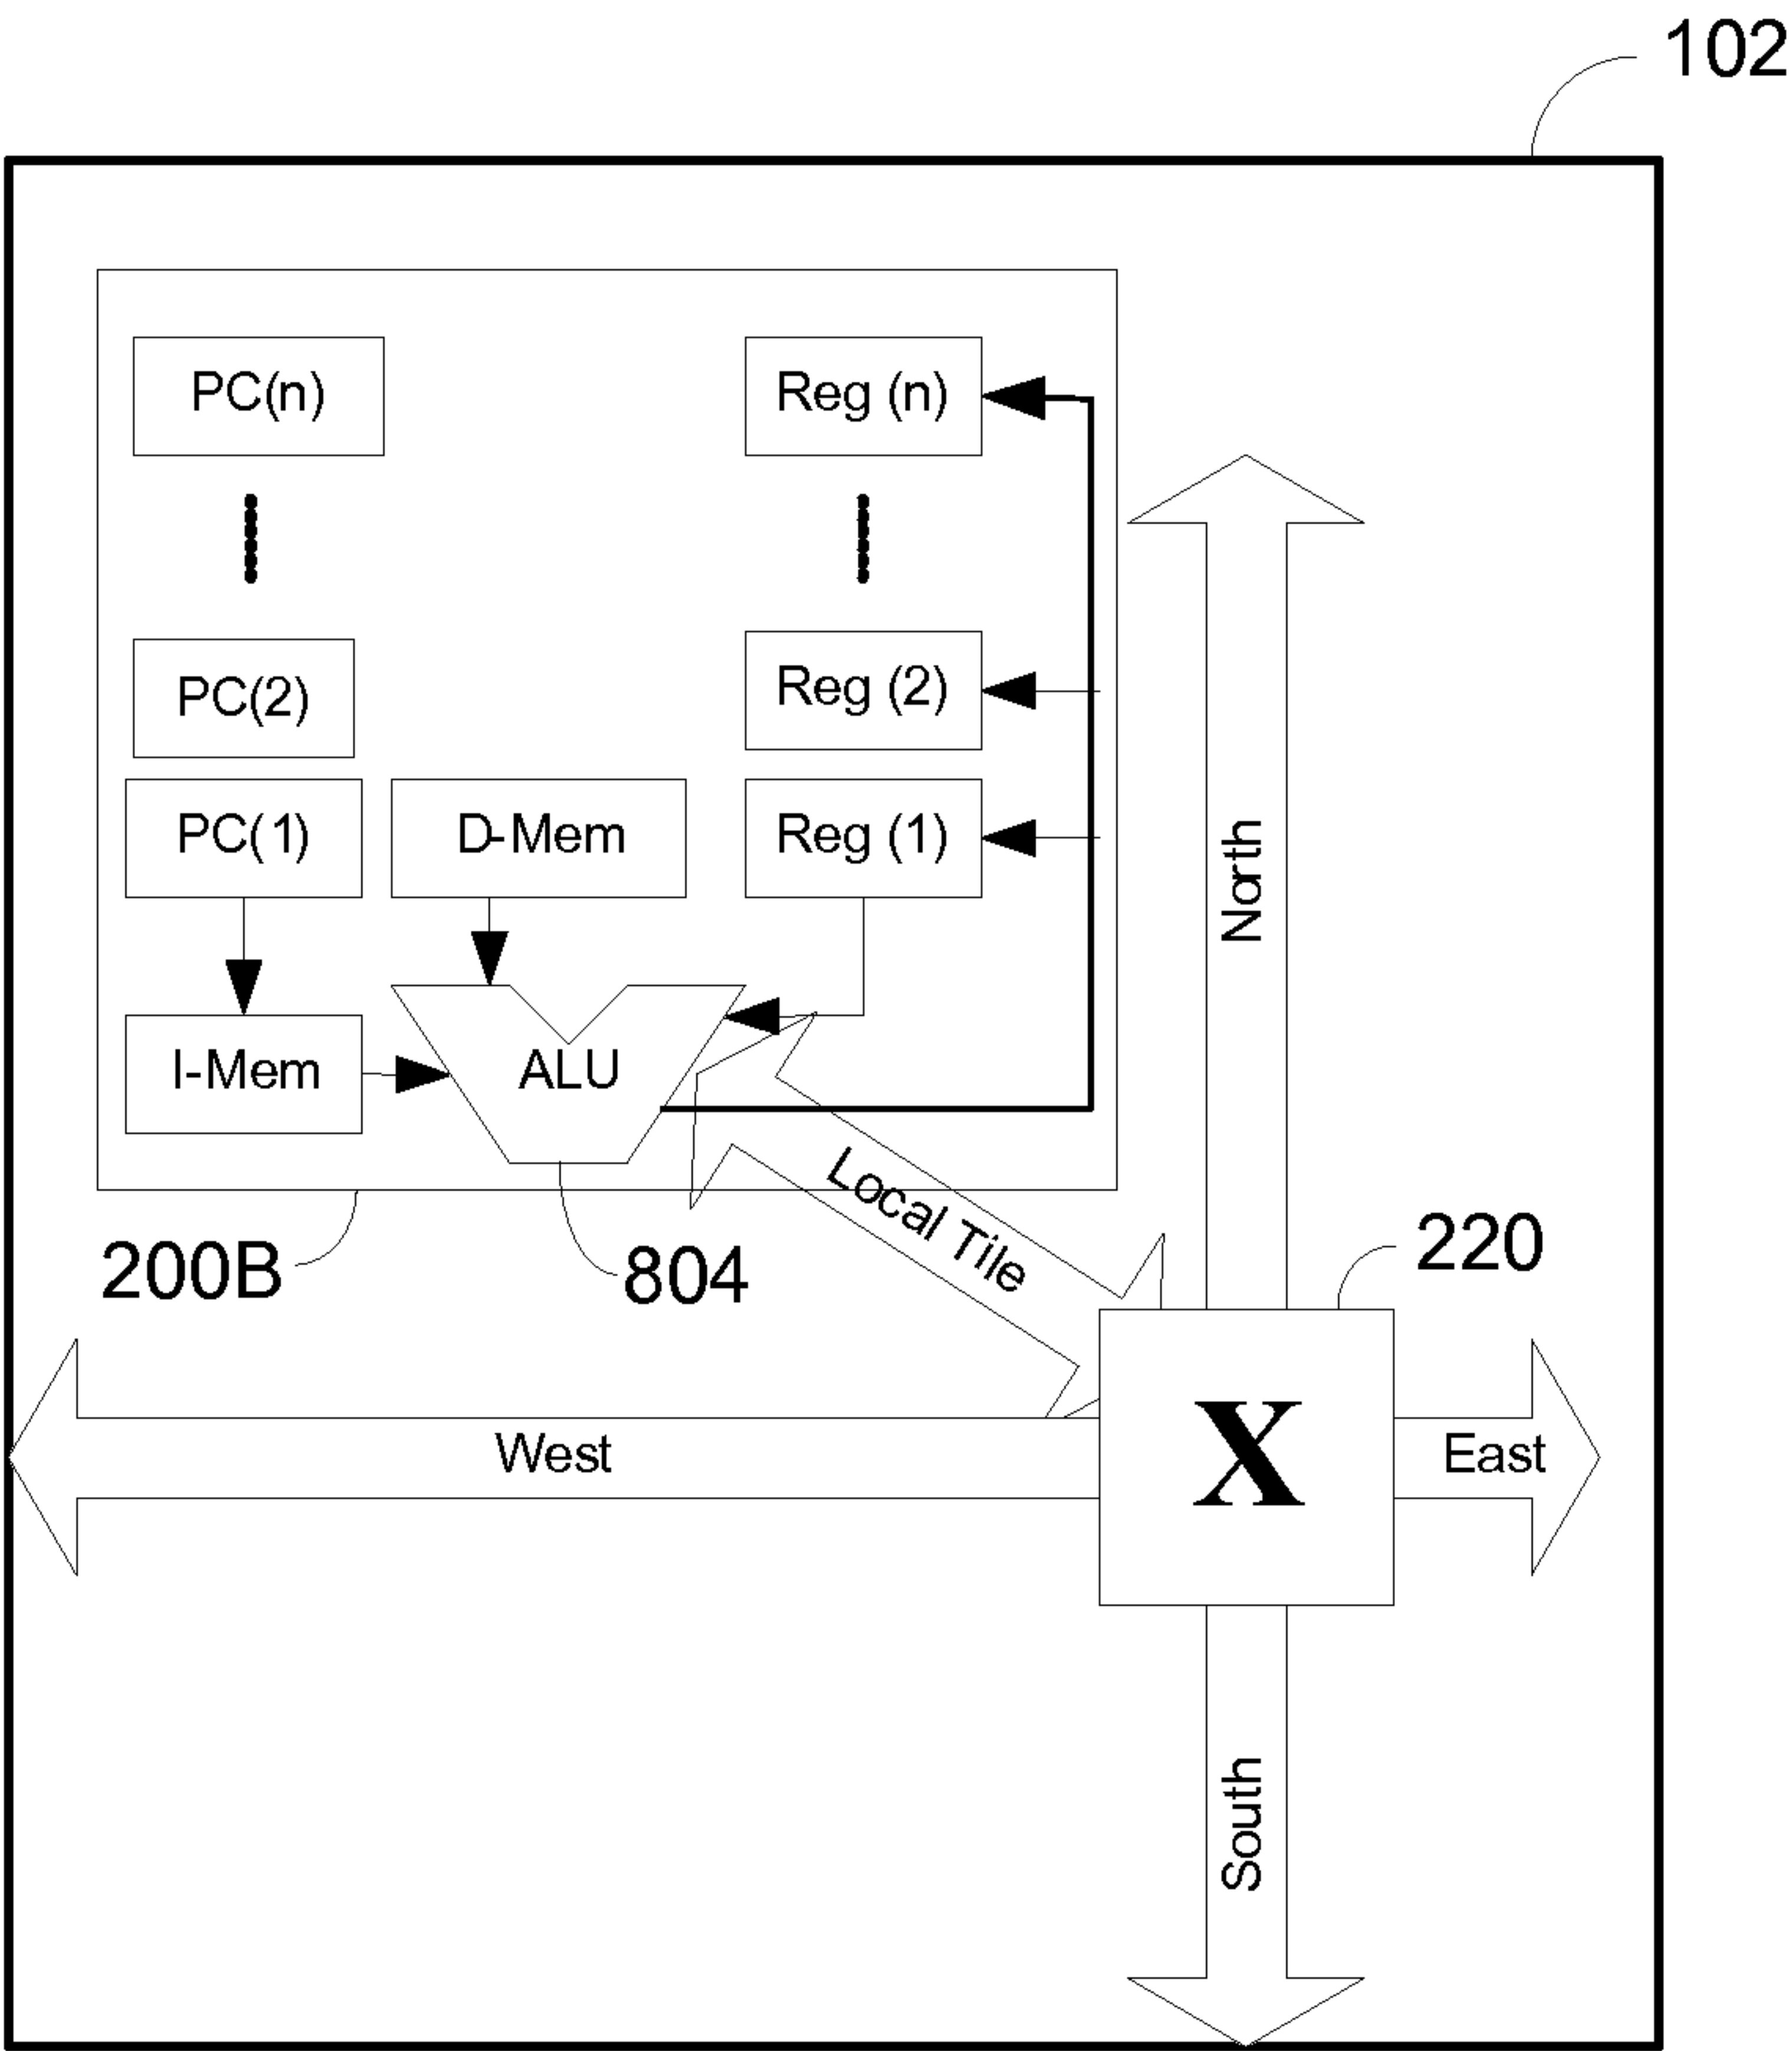 102
PC(n)
Reg (n)
PC(2)
Reg (2)
PC(1)
D-Mem
Reg (1)
North
I-Mem
ALU
Local Tile
200B
804
220
West
X
East
South